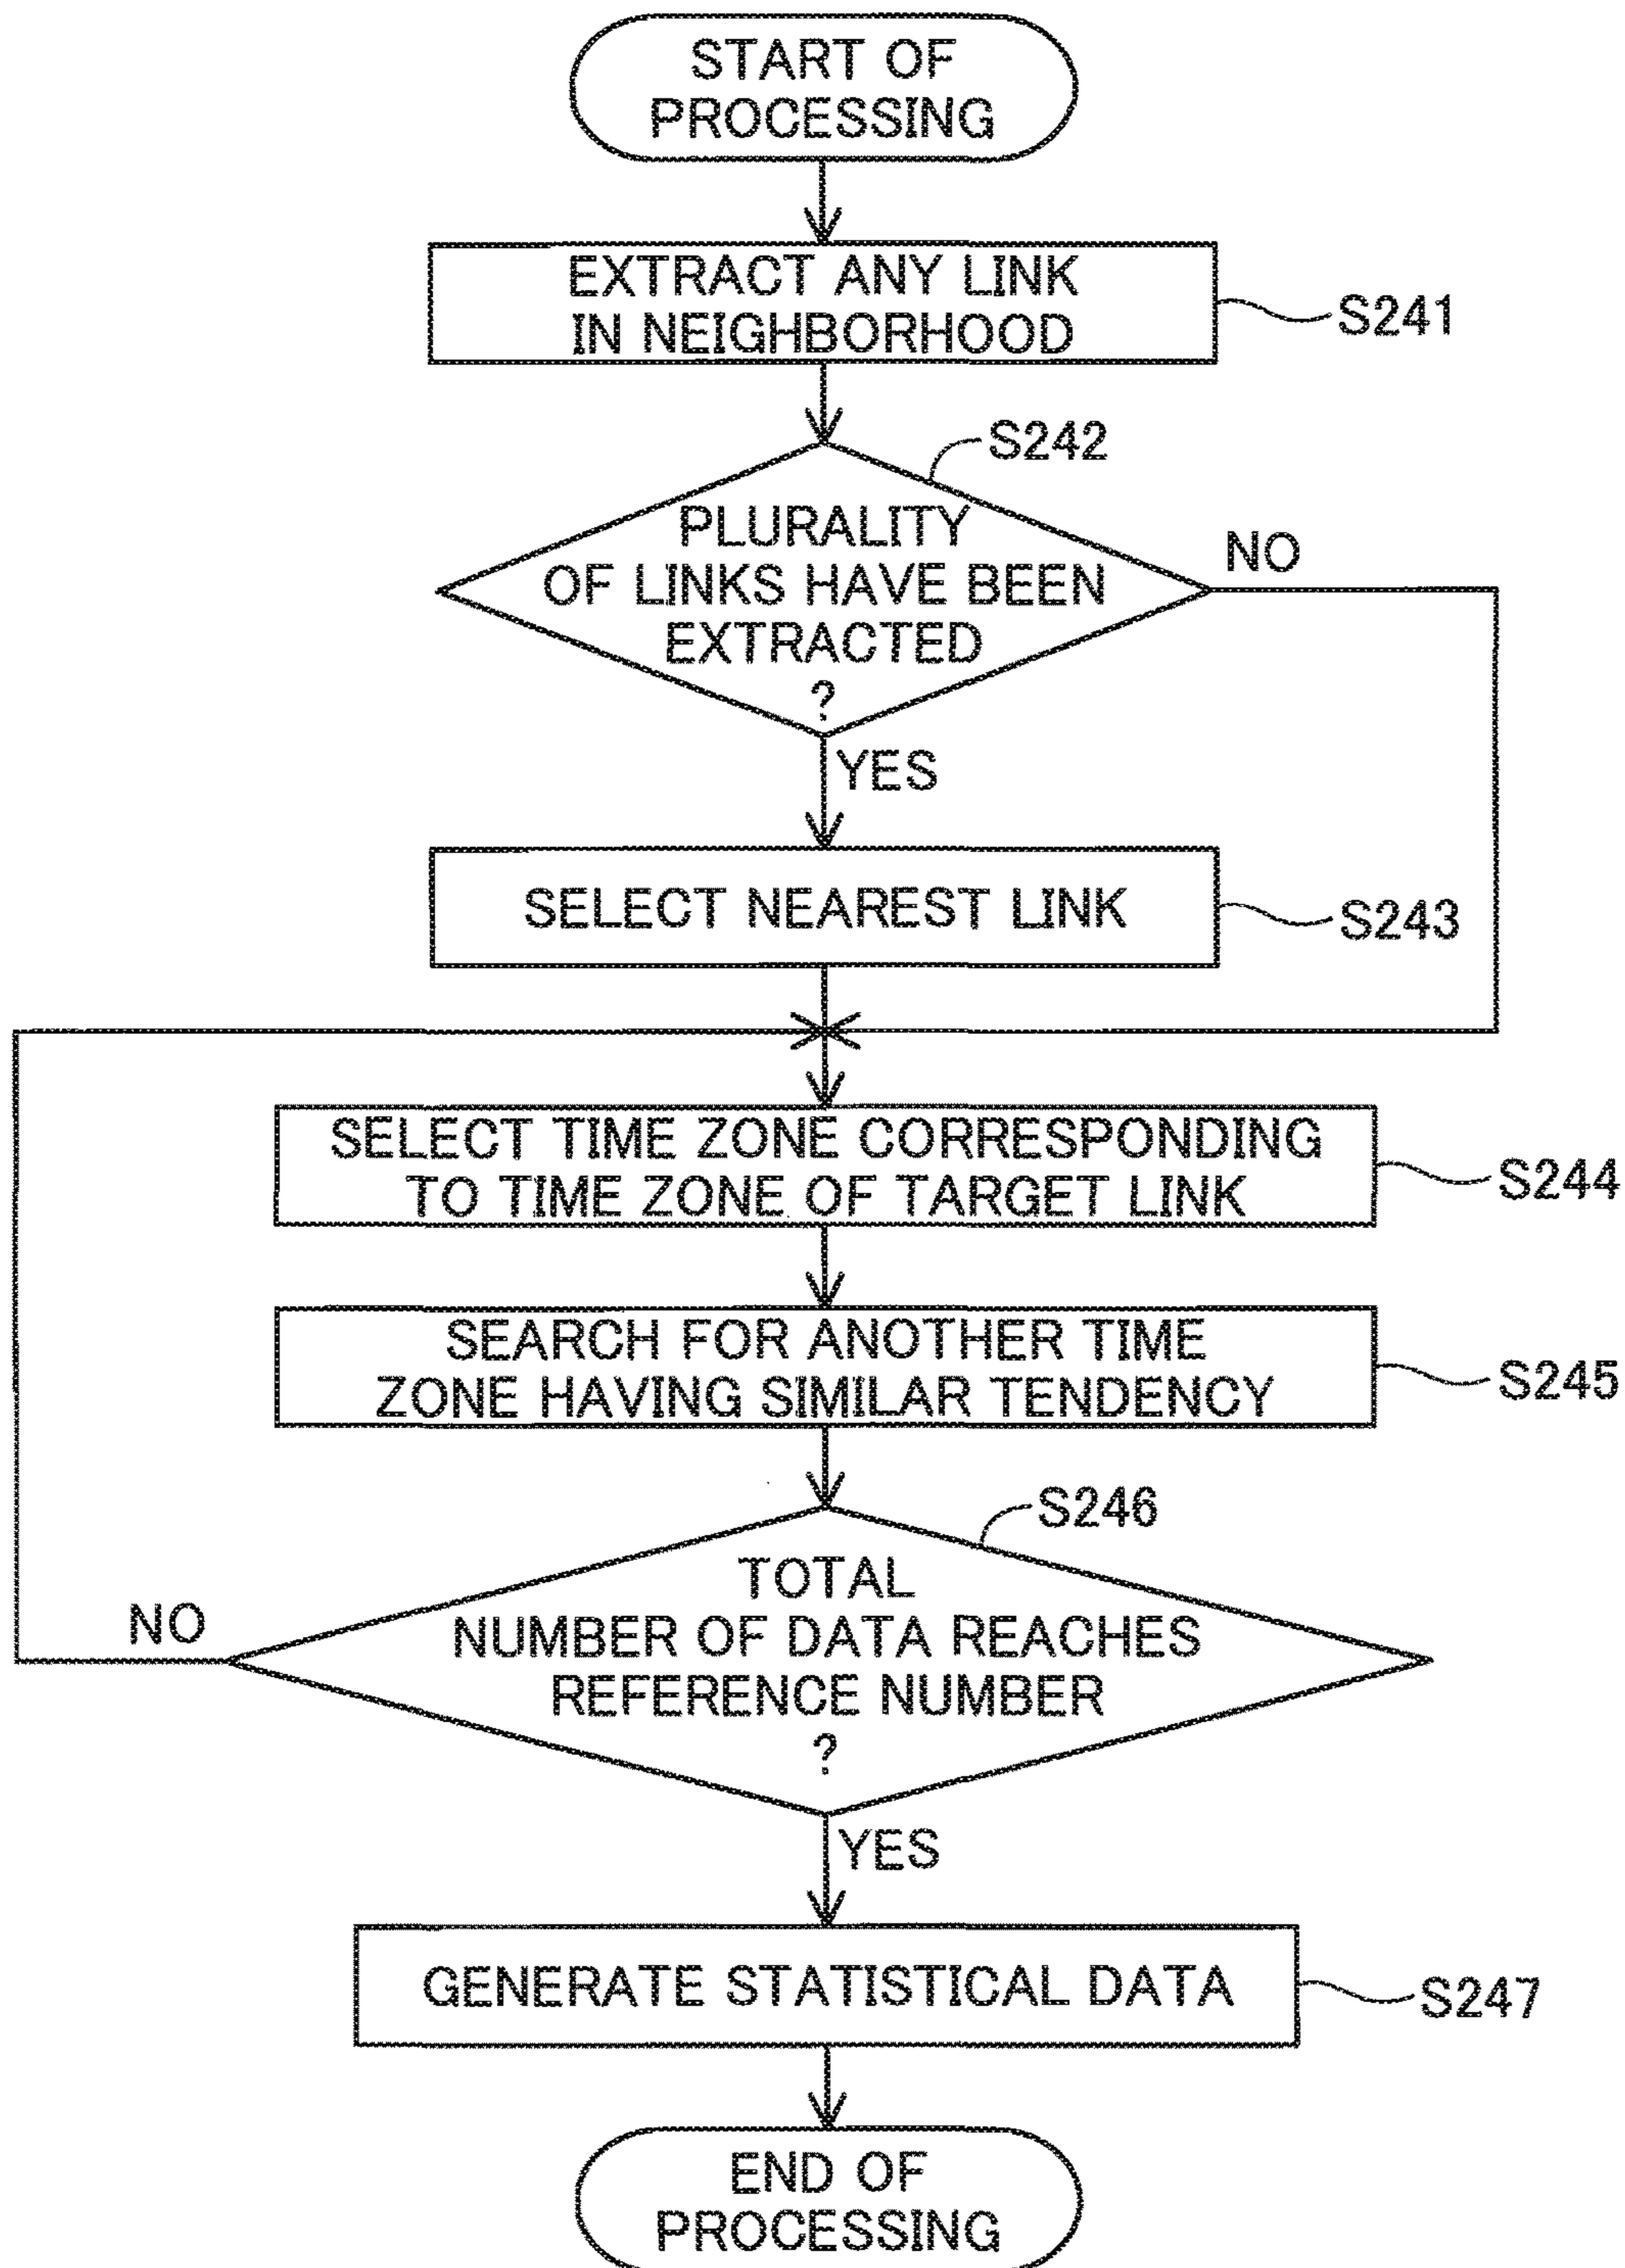 START OF
PROCESSING
EXTRACT ANY LINK
IN NEIGHBORHOOD
S241
S242
PLURALITY
OF LINKS HAVE BEEN
EXTRACTED
?
NO
YES
SELECT NEAREST LINK
S243
SELECT TIME ZONE CORRESPONDING
TO TIME ZONE OF TARGET LINK
S244
SEARCH FOR ANOTHER TIME
ZONE HAVING SIMILAR TENDENCY
S245
S246
TOTAL
NUMBER OF DATA REACHES
REFERENCE NUMBER
?
NO
YES
GENERATE STATISTICAL DATA
S247
END OF
PROCESSING